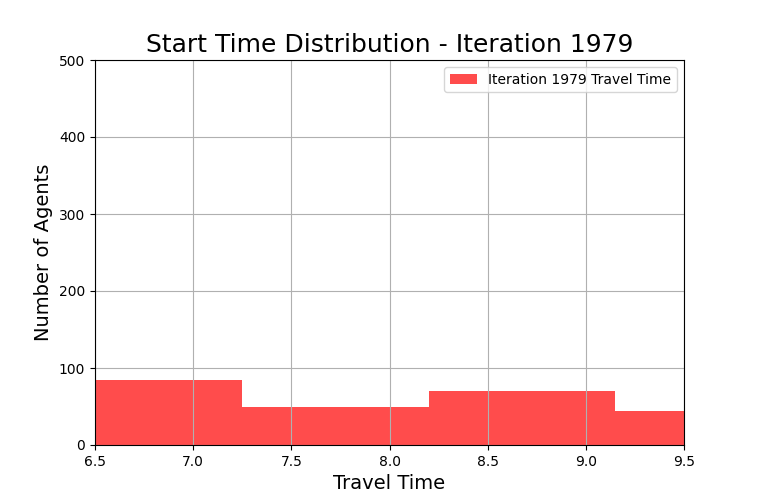 Start Time Distribution - Iteration 1979
500
Iteration 1979 Travel Time
400
300
200
100
0
Number of Agents
6.5 7.0 7.5 8.0 8.5 9.0 9.5
Travel Time